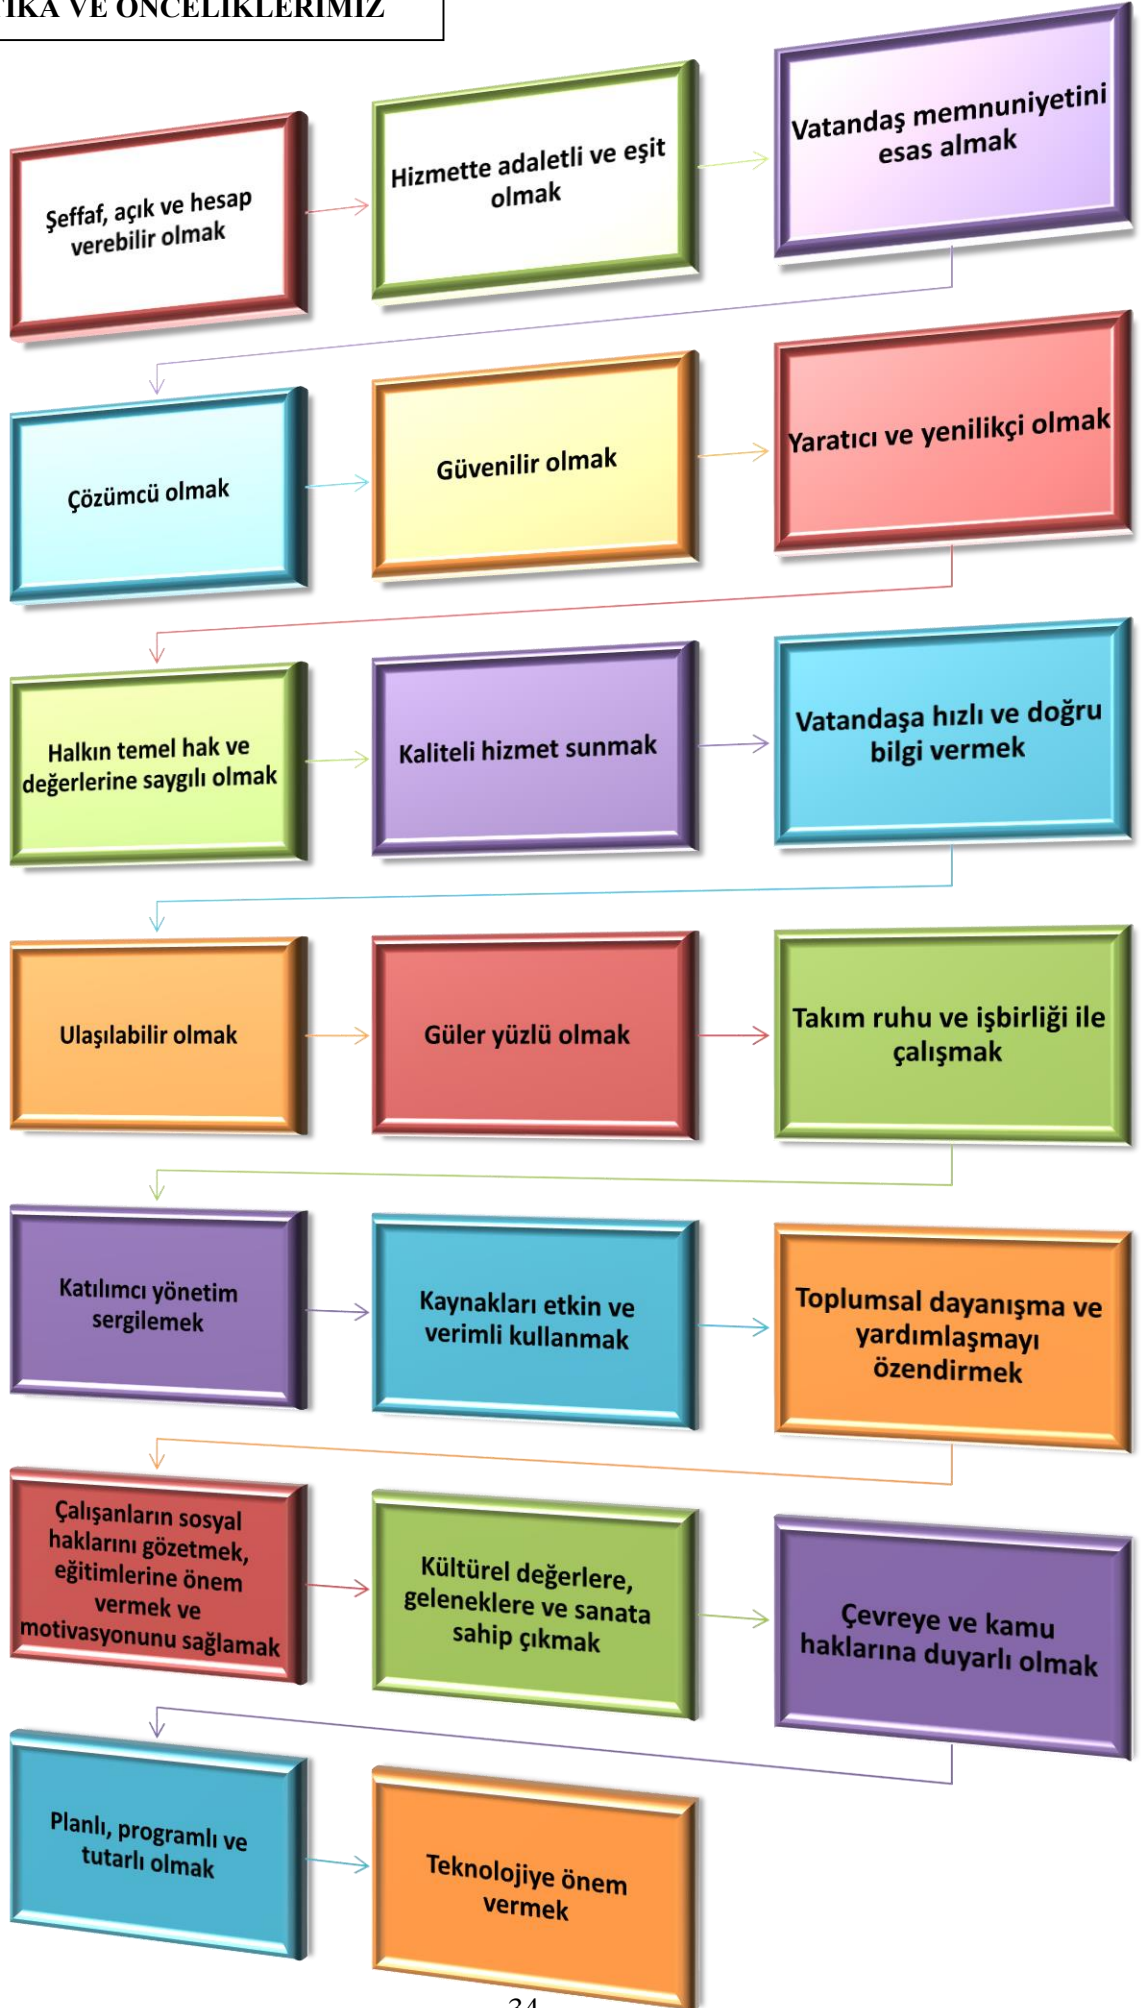 VE ÖNCELİKLERİMİZ
Şeffaf, açık ve hesap
verebilir olmak
Hizmette adaletli ve eşit
olmak
Vatandaş memnuniyetini
esas almak
Çözümcü olmak
Güvenilir olmak
Yaratıcı ve yenilikçi olmak
Halkın temel hak ve
değerlerine saygılı olmak
Kaliteli hizmet sunmak
Vatandaşa hızlı ve doğru
bilgi vermek
Ulaşılabilir olmak
Güler yüzlü olmak
Takım ruhu ve işbirliği ile
çalışmak
Katılımcı yönetim
sergilemek
Kaynakları etkin ve
verimli kullanmak
Toplumsal dayanışma ve
yardımlaşmayı
özendirmek
Çalışanların sosyal
haklarını gözetmek,
eğitimlerine önem
vermek ve
motivasyonunu sağlamak
Kültürel değerlere,
geleneklere ve sanata
sahip çıkmak
Çevreye ve kamu
haklarına duyarlı olmak
Planlı, programlı ve
tutarlı olmak
Teknolojiye önem
vermek
34